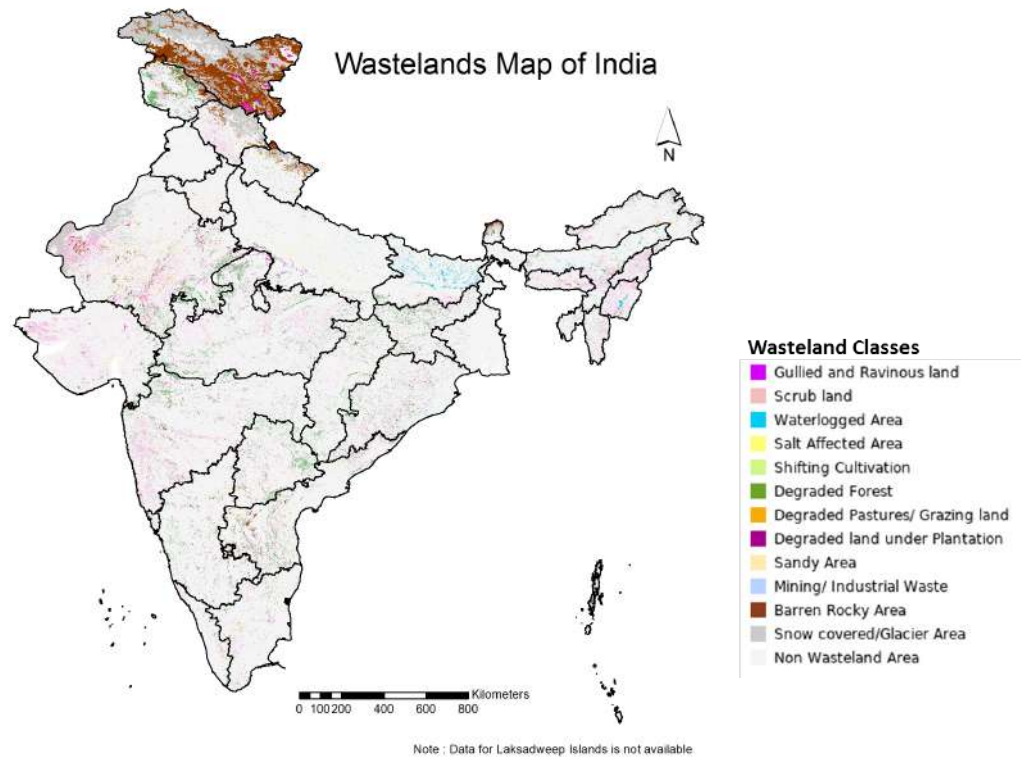 Wastelands Map of India
N
Wasteland Classes
Gullied and Ravinous land
Scrub land
Waterlogged Area
Salt Affected Area
Shifting Cultivation
Degraded Forest
Degraded Pastures/ Grazing land
Degraded land under Plantation
Sandy Area
Mining/ Industrial Waste
Barren Rocky Area
Snow covered/Glacier Area
Non Wasteland Area
Kilometers
0 100 200 400 600 800
Note : Data for Laksadweep Islands is not available